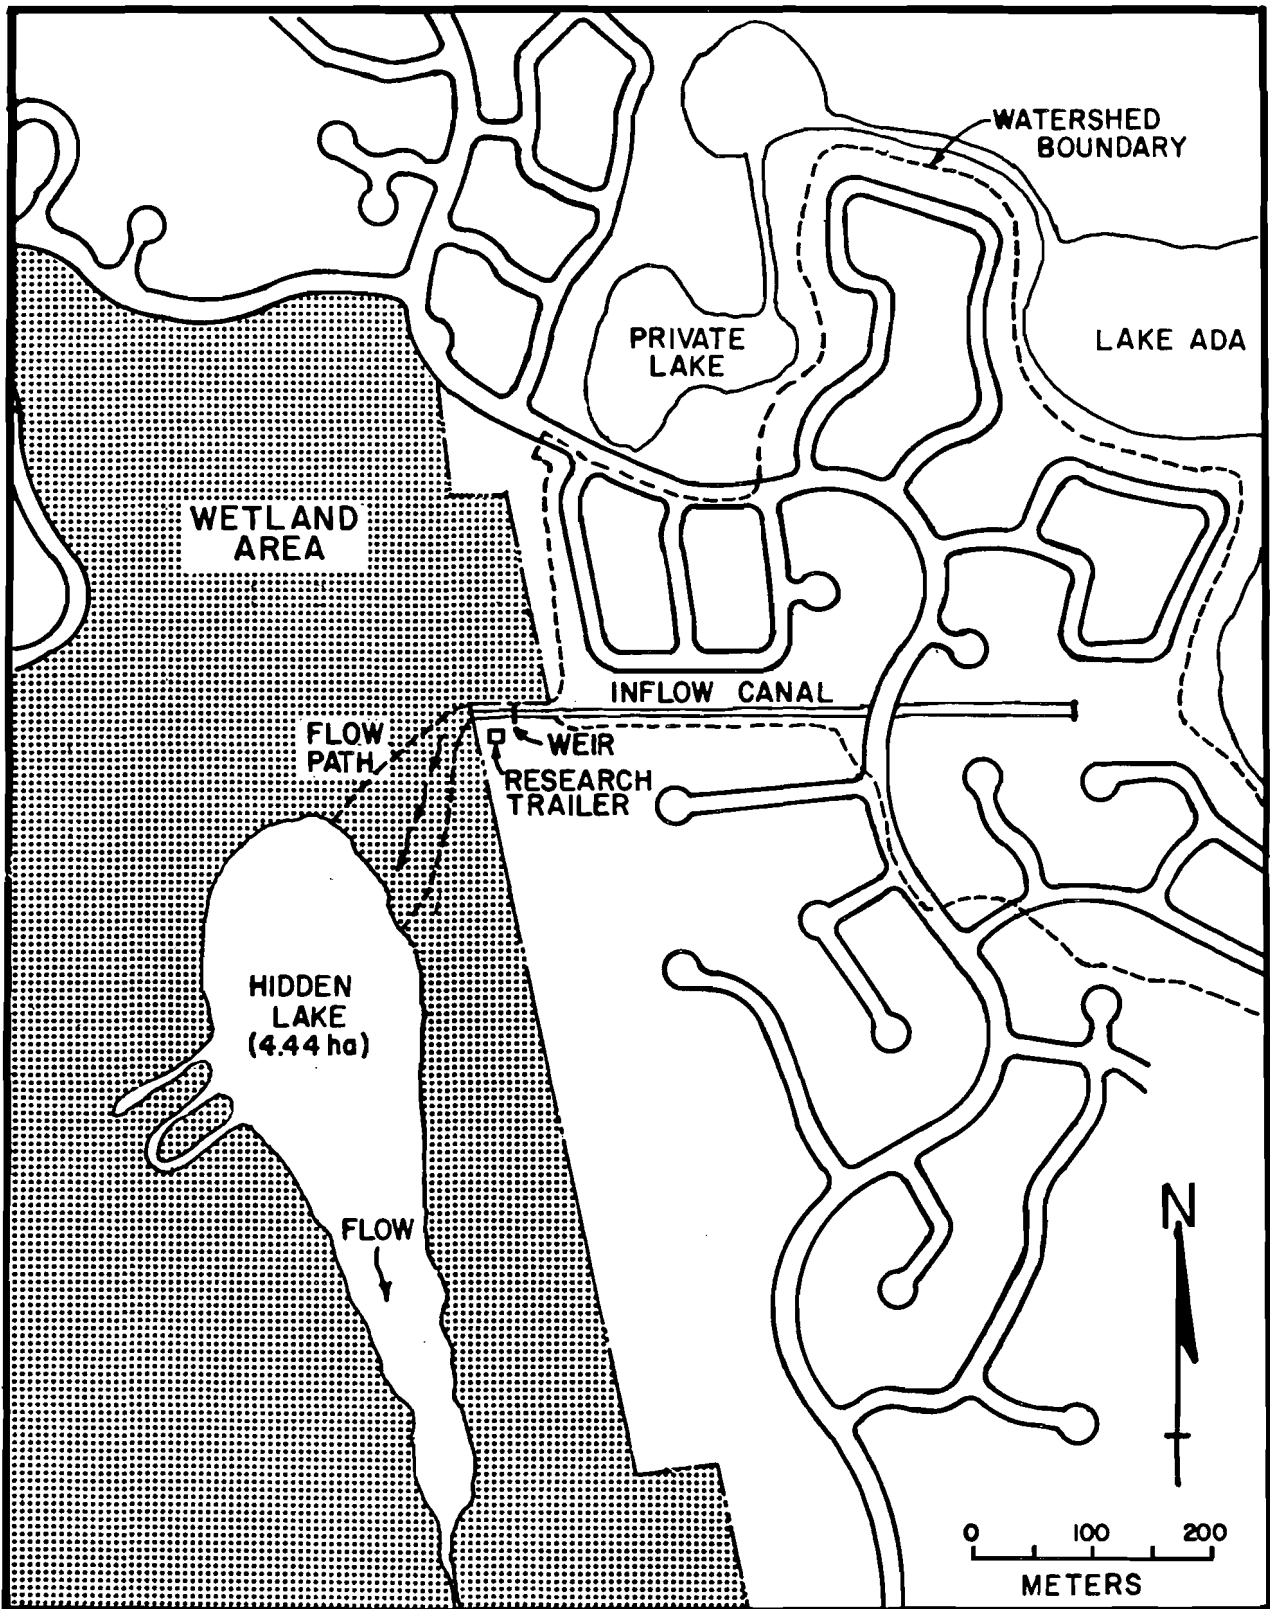 WATERSHED
BOUNDARY
PRIVATE
LAKE
LAKE ADA
WETLAND
AREA
INFLOW CANAL
FLOW
PATH
WEIR
RESEARCH
TRAILER
HIDDEN
LAKE
(4.44 ha)
FLOW
N
0 100 200
METERS